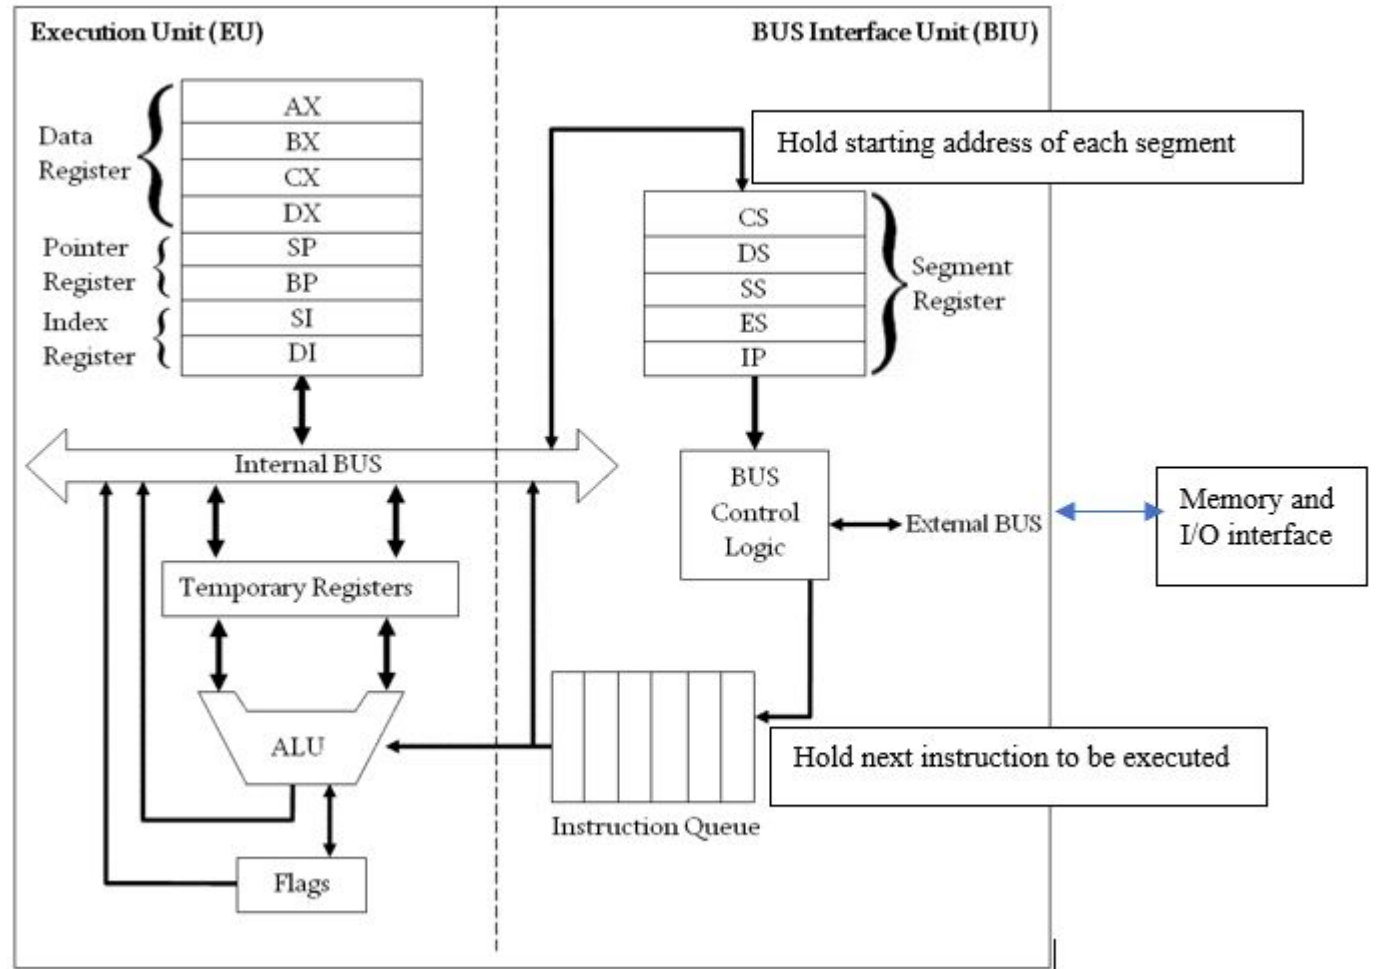 Execution Unit (EU)
BUS Interface Unit (BIU)
Data
Register
AX
BX
CX
DX
Pointer
Register
SP
BP
Index
Register
SI
DI
Hold starting address of each segment
CS
DS
SS
ES
IP
Segment
Register
Internal BUS
BUS
Control
Logic
External BUS
Memory and
I/O interface
Temporary Registers
ALU
Hold next instruction to be executed
Instruction Queue
Flags